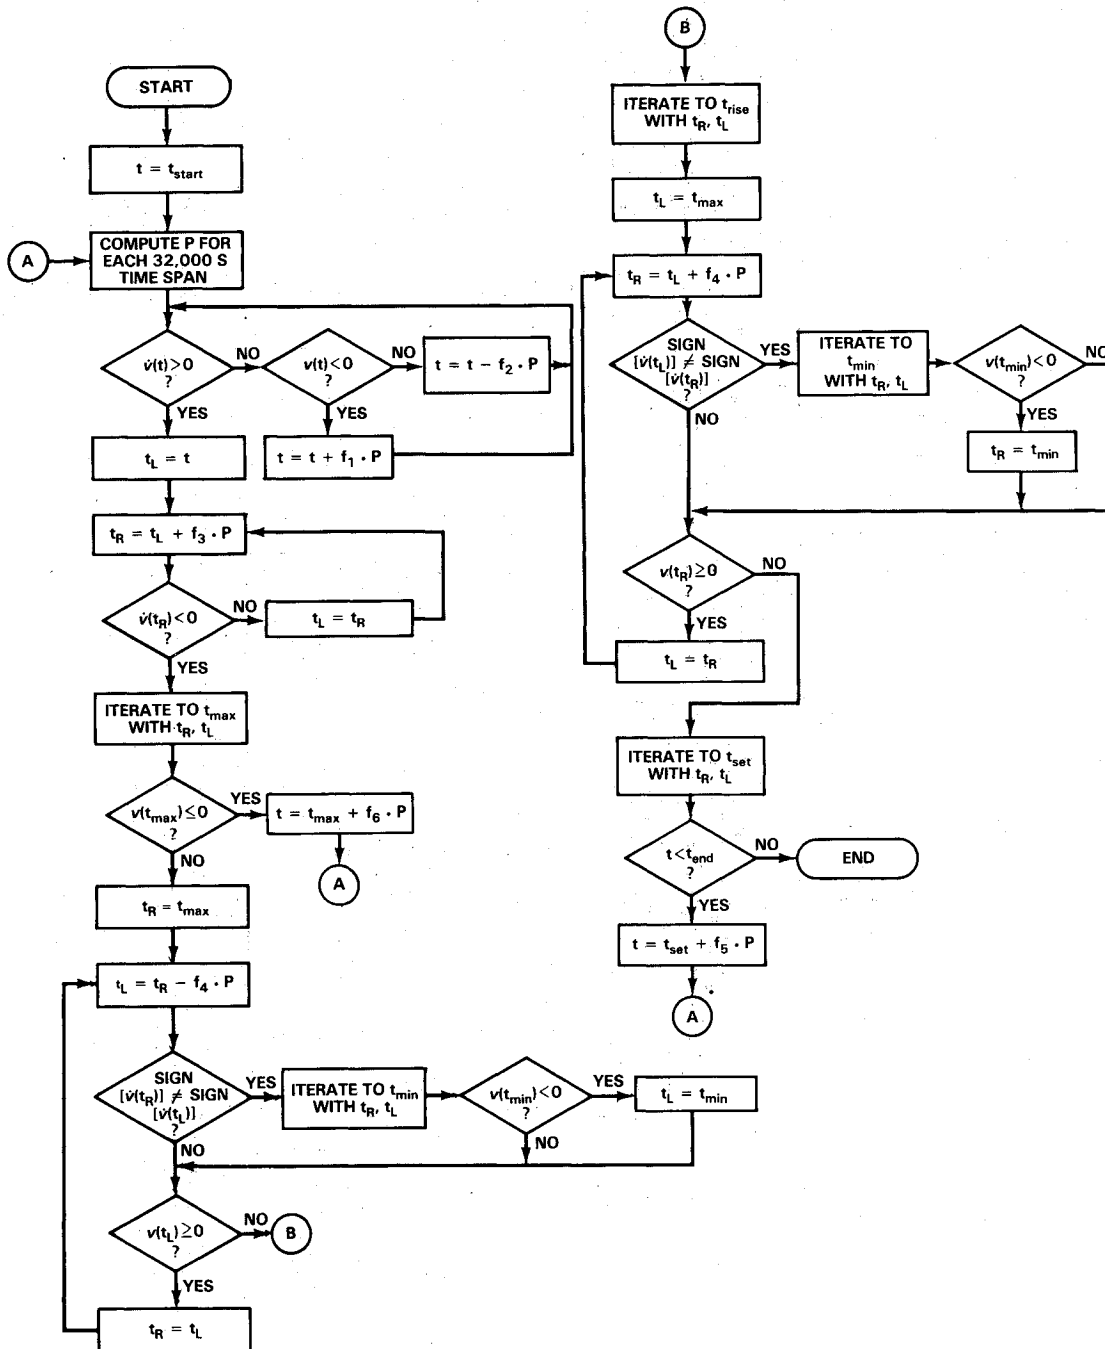 START
t = t_start
A
COMPUTE P FOR
EACH 32,000 S
TIME SPAN
v̇(t)>0
?
NO
YES
v(t)<0
?
NO
YES
t = t − f₂ · P
t = t + f₁ · P
t_L = t
t_R = t_L + f₃ · P
v̇(t_R)<0
?
NO
YES
t_L = t_R
ITERATE TO t_max
WITH t_R, t_L
v(t_max)≤0
?
YES
NO
t = t_max + f₆ · P
A
t_R = t_max
t_L = t_R − f₄ · P
SIGN
[v̇(t_R)] ≠ SIGN
[v̇(t_L)]
?
YES
NO
ITERATE TO t_min
WITH t_R, t_L
v(t_min)<0
?
YES
NO
t_L = t_min
v(t_L)≥0
?
NO
YES
B
t_R = t_L
B
ITERATE TO t_rise
WITH t_R, t_L
t_L = t_max
t_R = t_L + f₄ · P
SIGN
[v̇(t_L)] ≠ SIGN
[v̇(t_R)]
?
YES
NO
ITERATE TO
t_min
WITH t_R, t_L
v(t_min)<0
?
NO
YES
t_R = t_min
v(t_R)≥0
?
NO
YES
t_L = t_R
ITERATE TO t_set
WITH t_R, t_L
t<t_end
?
NO
YES
END
t = t_set + f₅ · P
A